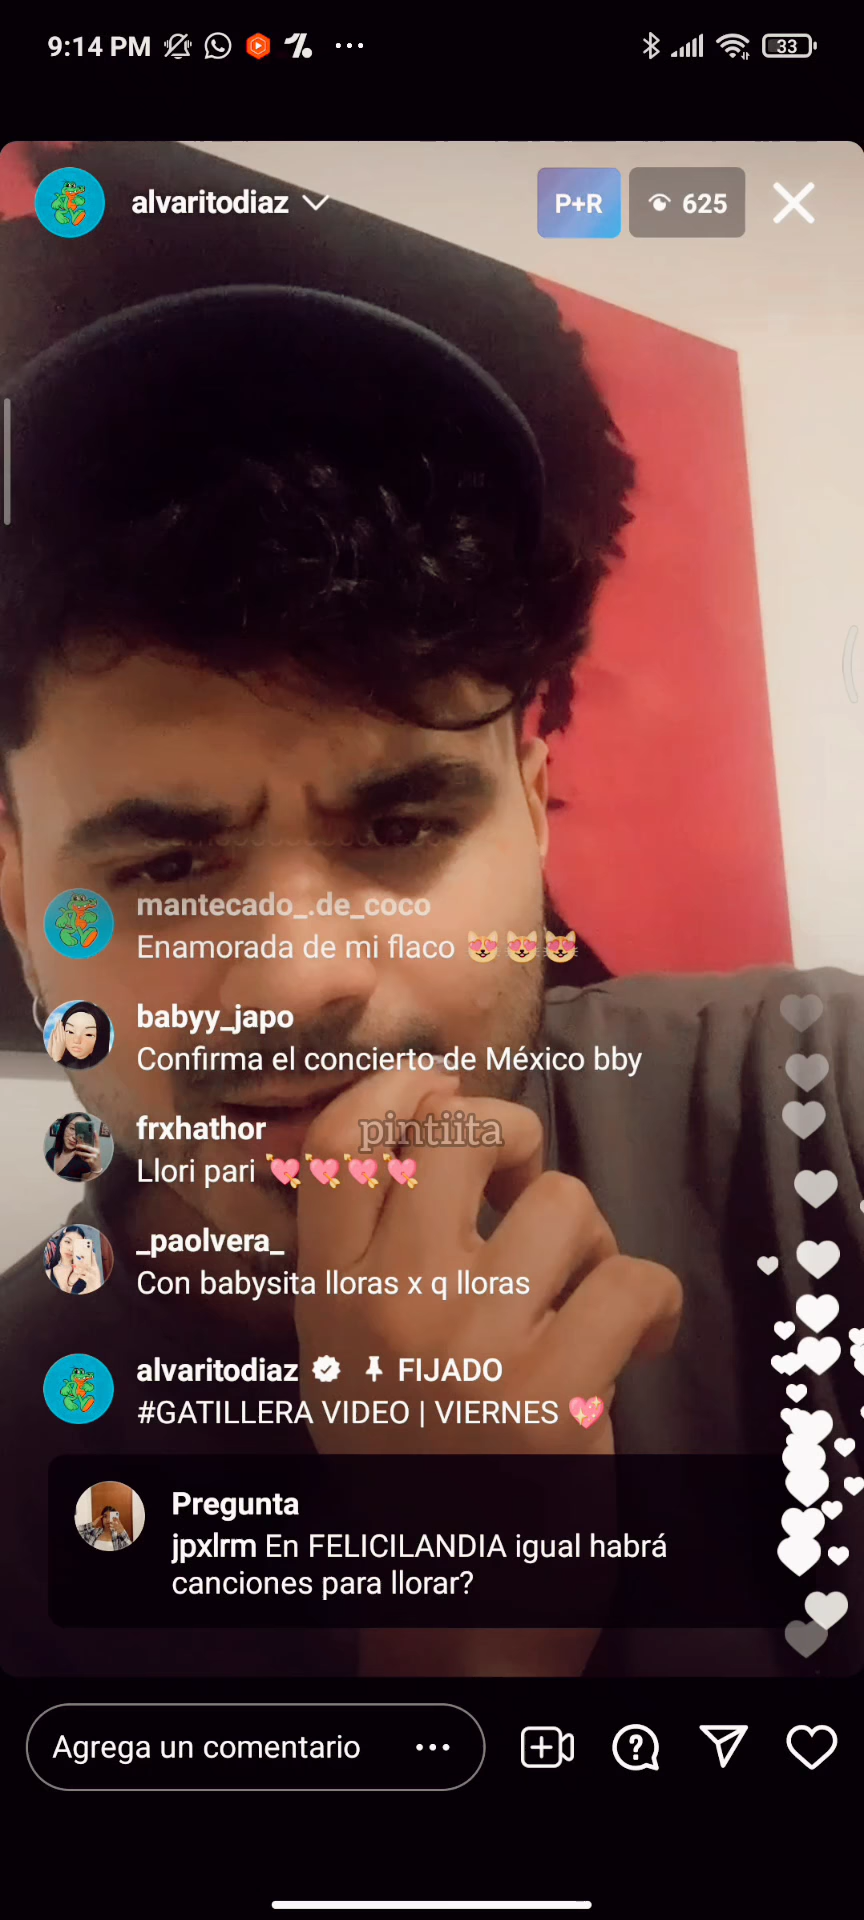 9:14 PM
33
alvaritodiaz
P+R
625
mantecado_.de_coco
Enamorada de mi flaco
babyy_japo
Confirma el concierto de México bby
frxhathor
pintiita
Llori pari
_paolvera_
Con babysita lloras x q lloras
alvaritodiaz FIJADO
#GATILLERA VIDEO | VIERNES
Pregunta
jpxlrm En FELICILANDIA igual habrá
canciones para llorar?
Agrega un comentario